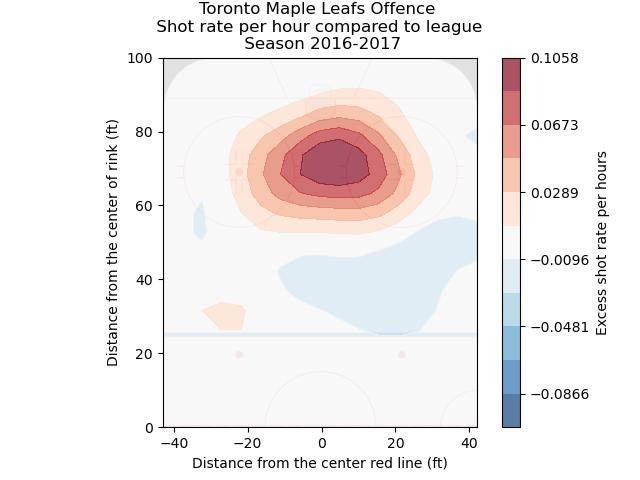 Toronto Maple Leafs Offence
Shot rate per hour compared to league
Season 2016-2017
100
80
60
40
20
0
−40
−20
0
20
40
Distance from the center of rink (ft)
Distance from the center red line (ft)
0.1058
0.0673
0.0289
−0.0096
−0.0481
−0.0866
Excess shot rate per hours